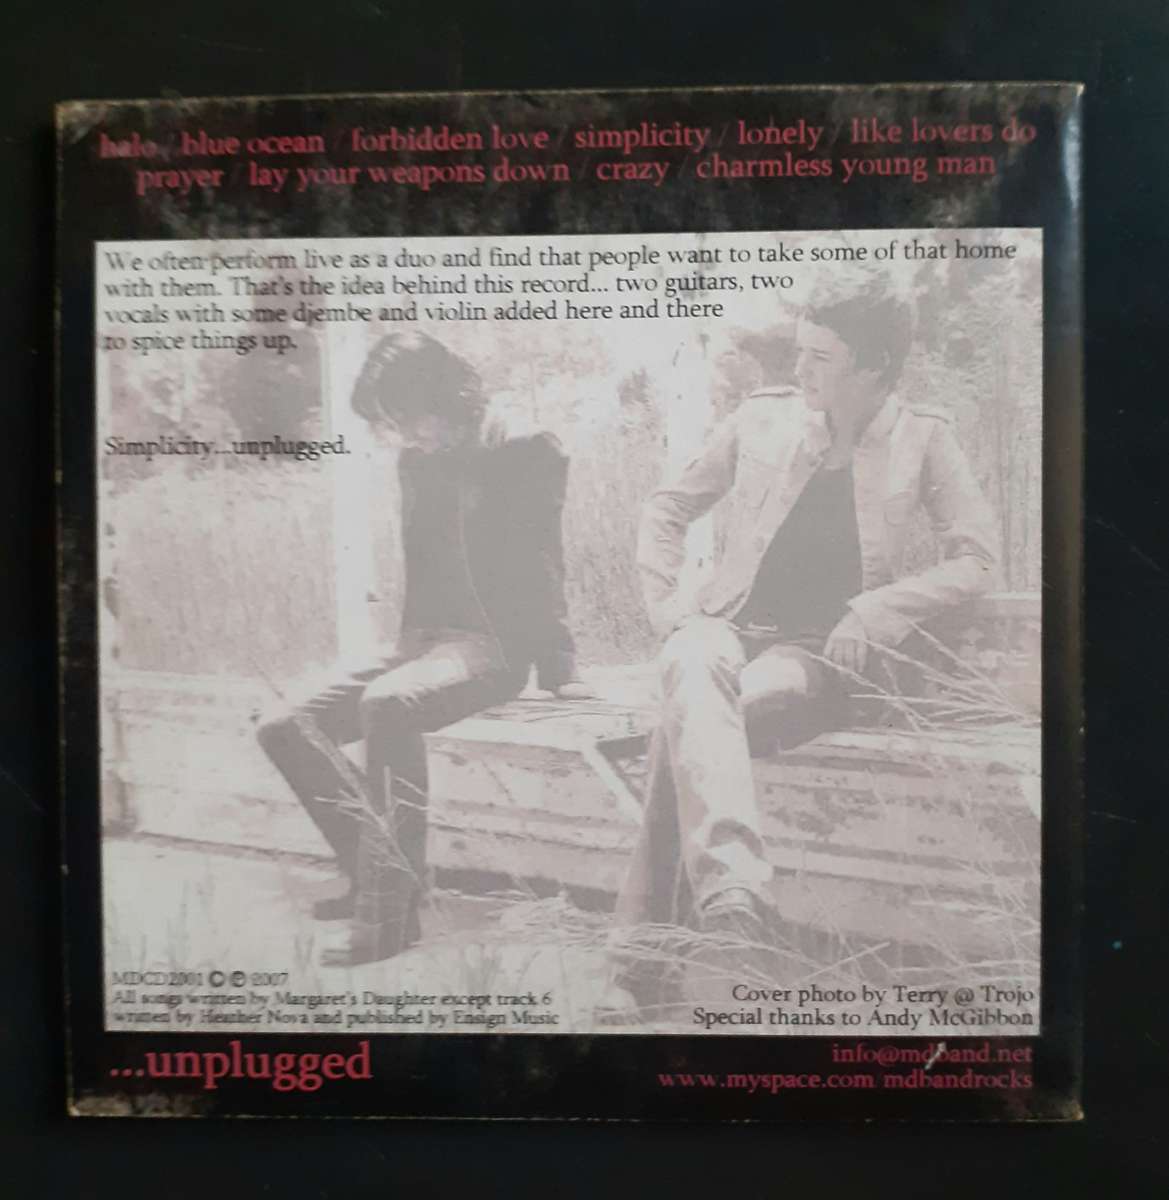 halo / blue ocean / forbidden love / simplicity / lonely / like lovers do
prayer / lay your weapons down / crazy / charmless young man
We often perform live as a duo and find that people want to take some of that home
with them. That's the idea behind this record... two guitars, two
vocals with some djembe and violin added here and there
to spice things up.
Simplicity...unplugged.
MDCD2001 © ℗ 2007
All songs written by Margaret's Daughter except track 6
written by Heather Nova and published by Ensign Music
Cover photo by Terry @ Trojo
Special thanks to Andy McGibbon
...unplugged
info@mdband.net
www.myspace.com/mdbandrocks